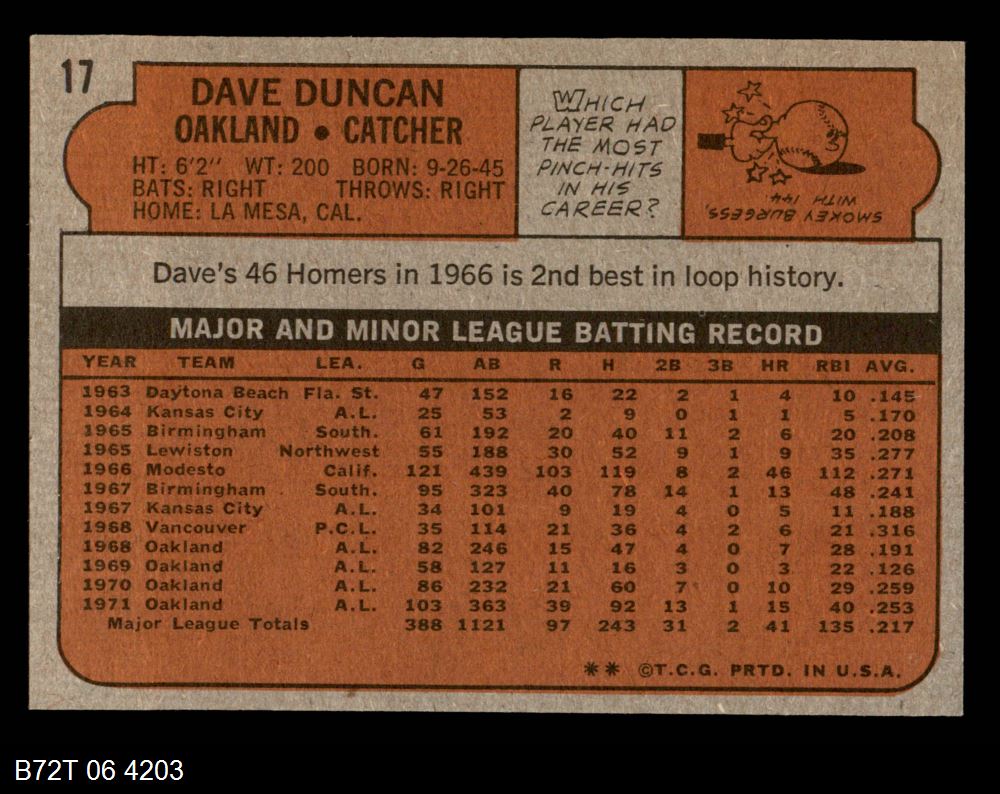 17
DAVE DUNCAN
OAKLAND • CATCHER
HT: 6'2" WT: 200 BORN: 9-26-45
BATS: RIGHT THROWS: RIGHT
HOME: LA MESA, CAL.
WHICH
PLAYER HAD
THE MOST
PINCH-HITS
IN HIS
CAREER?
SMOKEY BURGESS,
WITH 144.
Dave's 46 Homers in 1966 is 2nd best in loop history.
MAJOR AND MINOR LEAGUE BATTING RECORD
YEAR TEAM LEA. G AB R H 2B 3B HR RBI AVG.
1963 Daytona Beach Fla. St. 47 152 16 22 2 1 4 10 .145
1964 Kansas City A.L. 25 53 2 9 0 1 1 5 .170
1965 Birmingham South. 61 192 20 40 11 2 6 20 .208
1965 Lewiston Northwest 55 188 30 52 9 1 9 35 .277
1966 Modesto Calif. 121 439 103 119 8 2 46 112 .271
1967 Birmingham South. 95 323 40 78 14 1 13 48 .241
1967 Kansas City A.L. 34 101 9 19 4 0 5 11 .188
1968 Vancouver P.C.L. 35 114 21 36 4 2 6 21 .316
1968 Oakland A.L. 82 246 15 47 4 0 7 28 .191
1969 Oakland A.L. 58 127 11 16 3 0 3 22 .126
1970 Oakland A.L. 86 232 21 60 7 0 10 29 .259
1971 Oakland A.L. 103 363 39 92 13 1 15 40 .253
Major League Totals 388 1121 97 243 31 2 41 135 .217
** ©T.C.G. PRTD. IN U.S.A.
B72T 06 4203